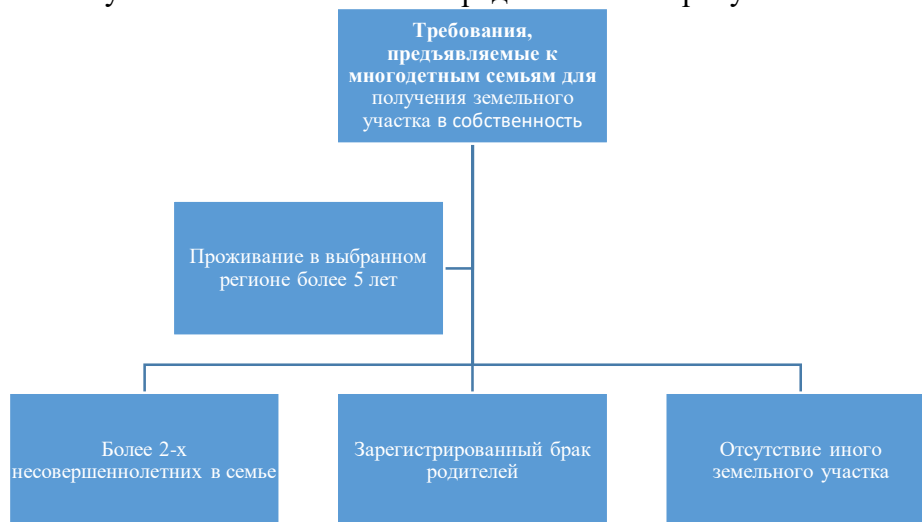 Требования,
предъявляемые к
многодетным семьям для
получения земельного
участка в собственность
Проживание в выбранном
регионе более 5 лет
Более 2-х
несовершеннолетних в семье
Зарегистрированный брак
родителей
Отсутствие иного
земельного участка